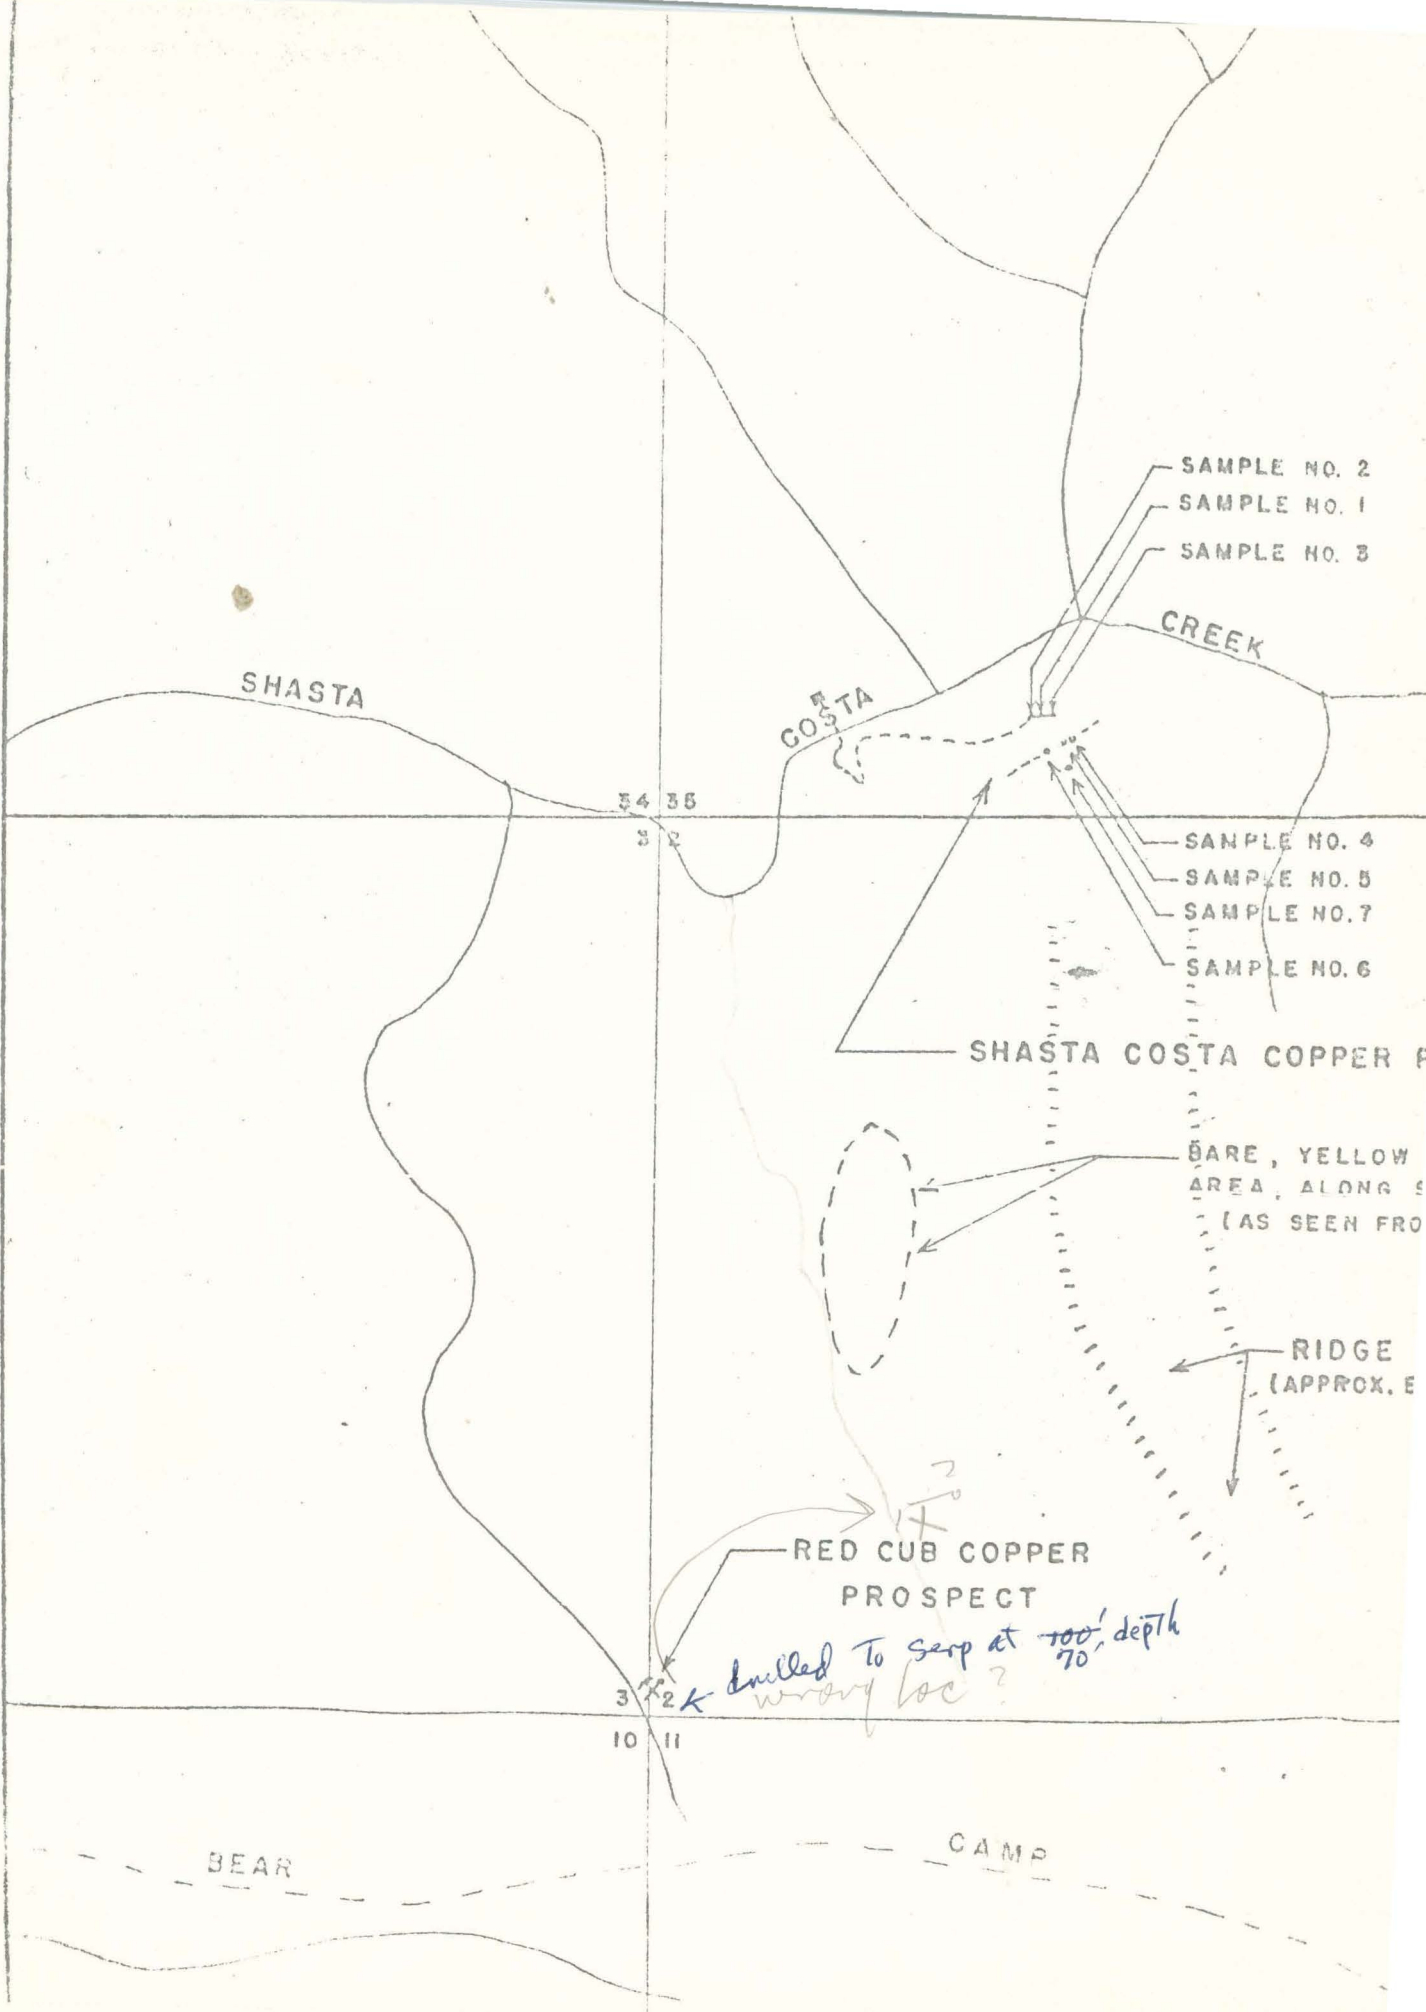 SAMPLE NO. 2
SAMPLE NO. 1
SAMPLE NO. 3
CREEK
SHASTA
COSTA
34 35
3 2
SAMPLE NO. 4
SAMPLE NO. 5
SAMPLE NO. 7
SAMPLE NO. 6
SHASTA COSTA COPPER P
BARE, YELLOW
AREA, ALONG S
(AS SEEN FRO
RIDGE
(APPROX. E
?
RED CUB COPPER
PROSPECT
drilled To serp at 100' depth
70'
wrong loc ?
3 2
10 11
BEAR
CAMP